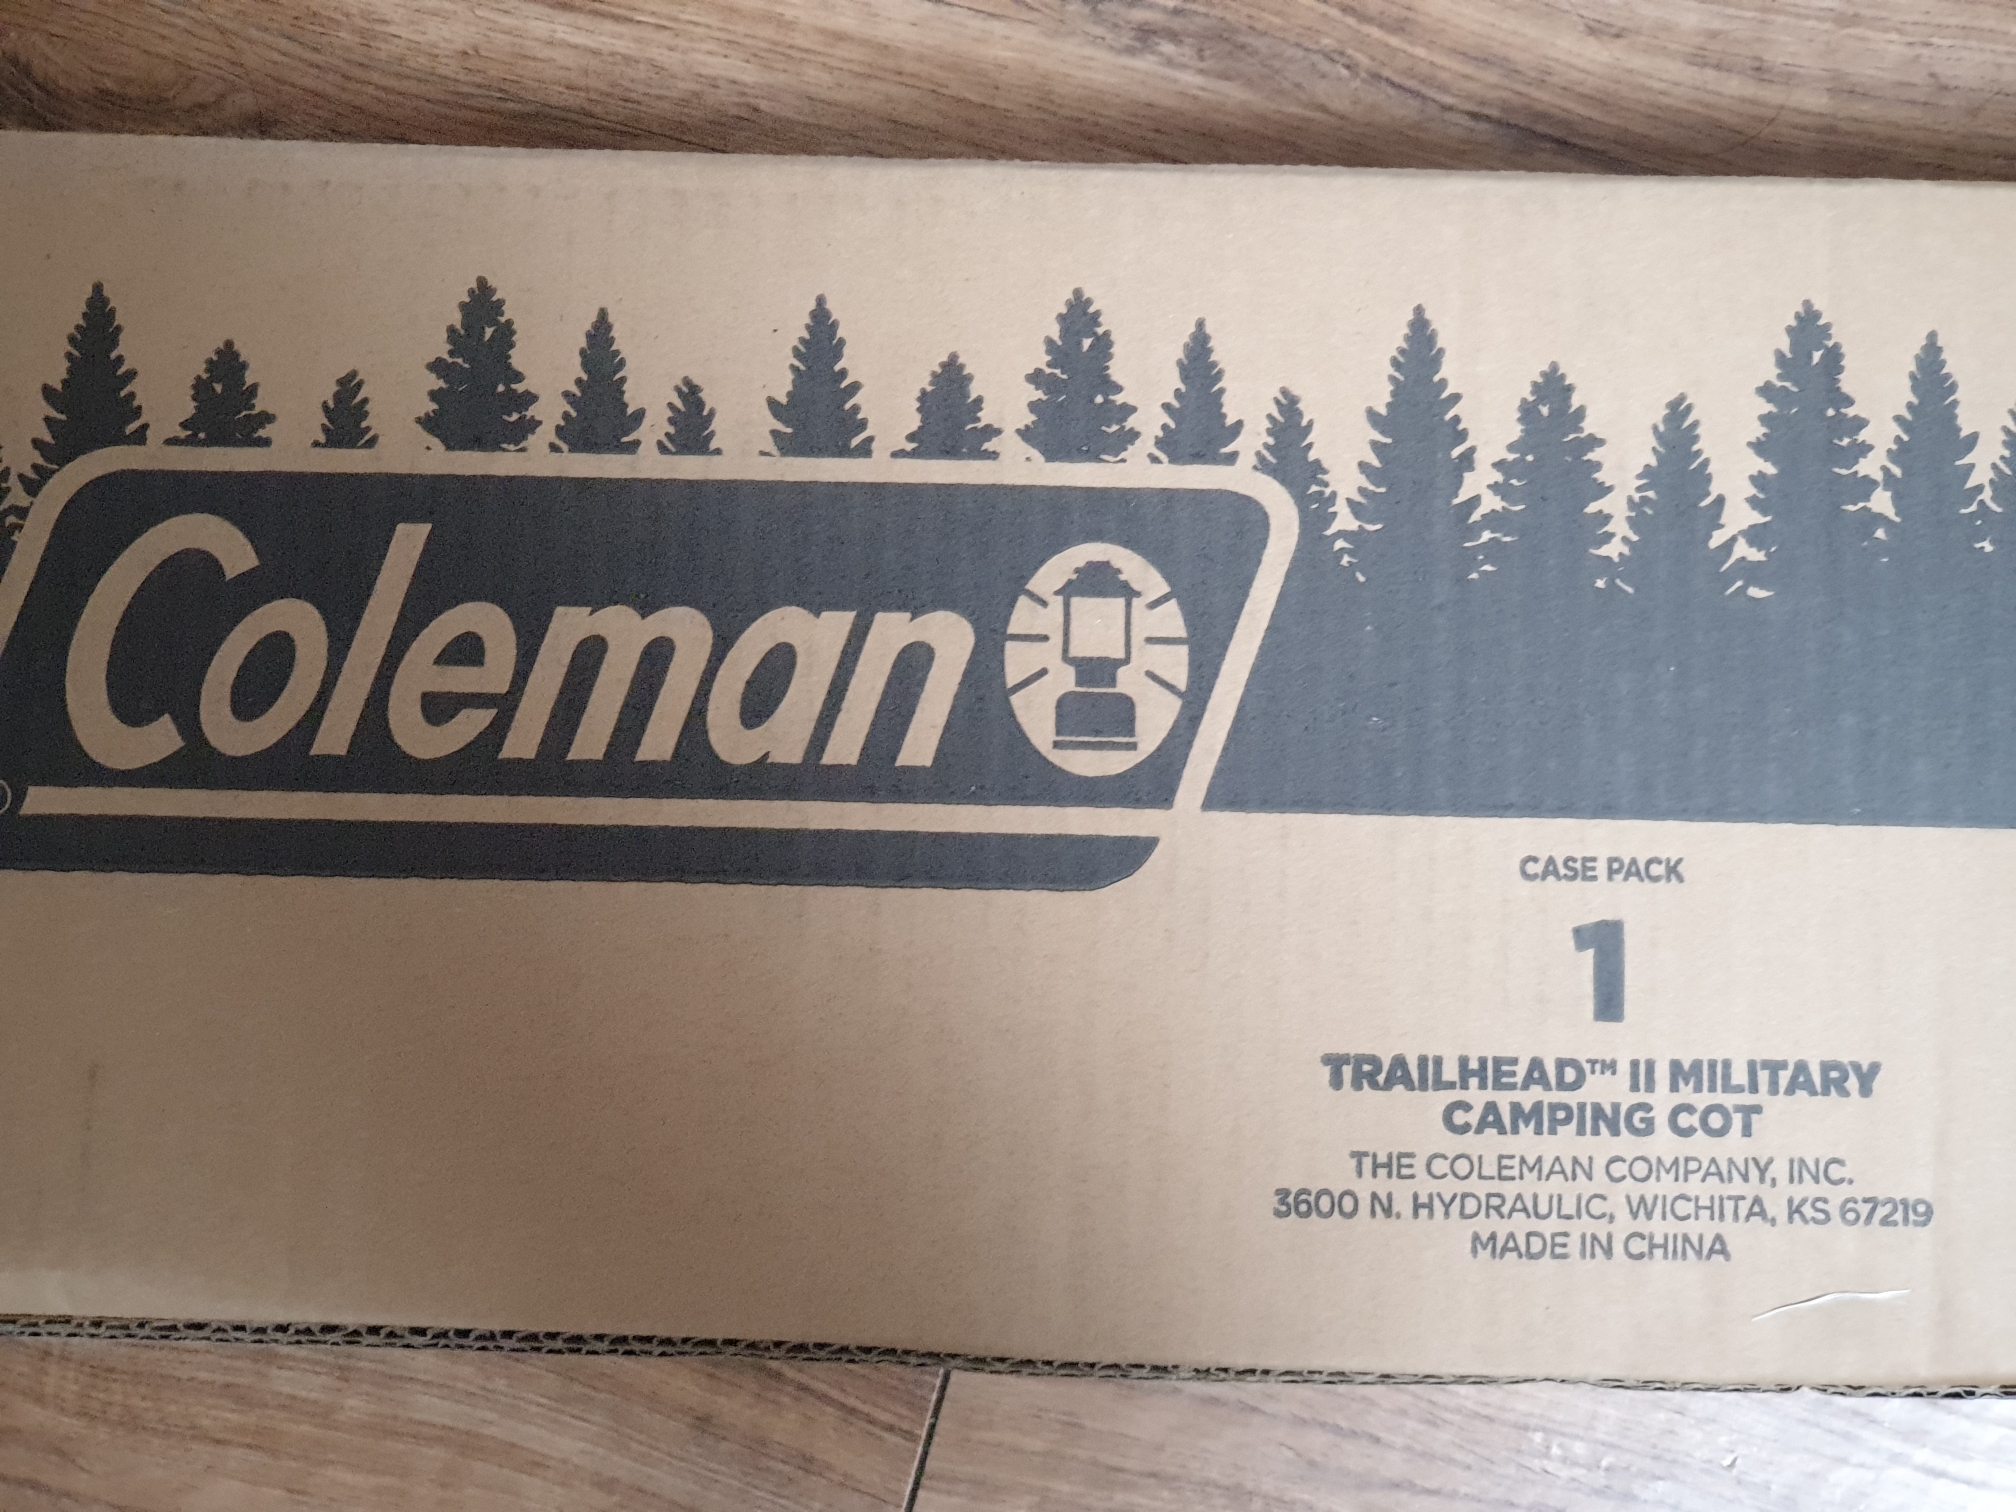 Coleman
CASE PACK
1
TRAILHEAD™ II MILITARY
CAMPING COT
THE COLEMAN COMPANY, INC.
3600 N. HYDRAULIC, WICHITA, KS 67219
MADE IN CHINA